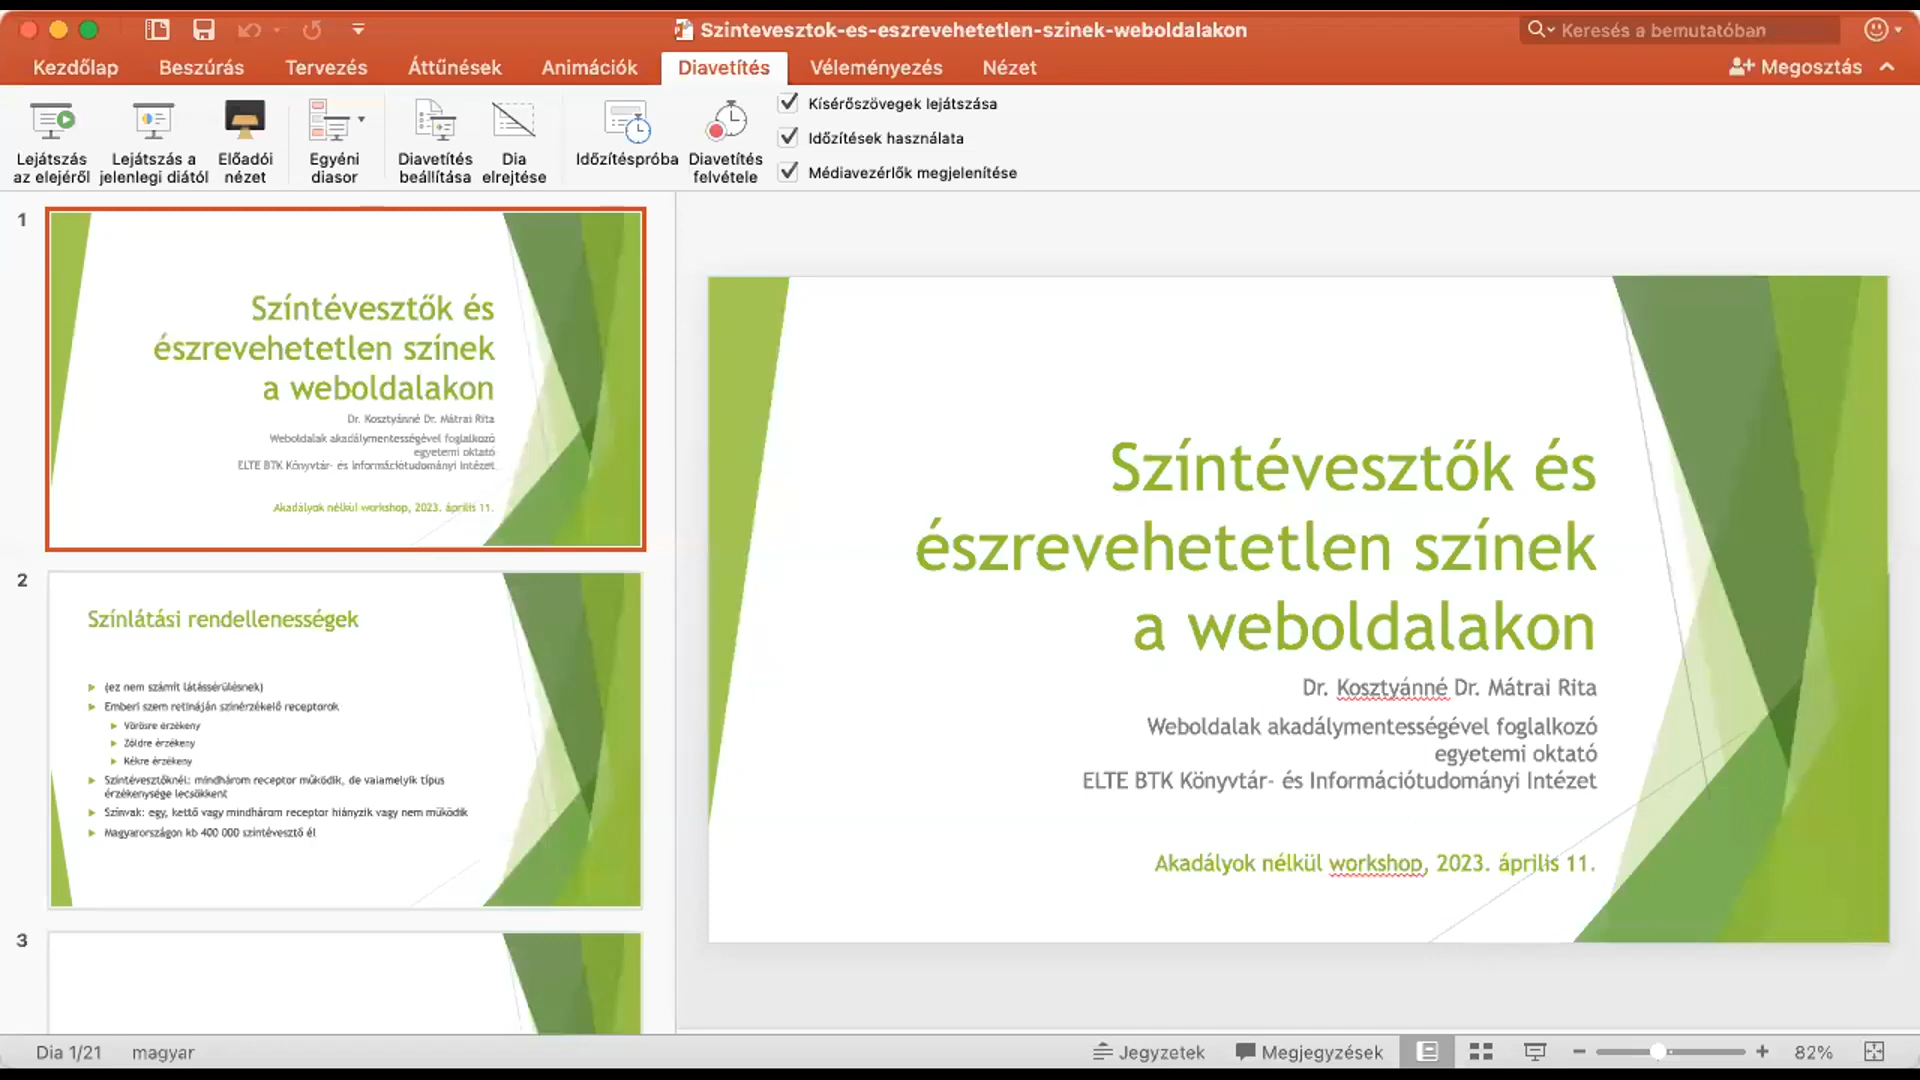 Szintevesztok-es-eszrevehetetlen-szinek-weboldalakon
Keresés a bemutatóban
Kezdőlap
Beszúrás
Tervezés
Áttűnések
Animációk
Diavetítés
Véleményezés
Nézet
Megosztás
Lejátszás
az elejéről
Lejátszás a
jelenlegi diától
Előadói
nézet
Egyéni
diasor
Diavetítés
beállítása
Dia
elrejtése
Időzítéspróba
Diavetítés
felvétele
Kísérőszövegek lejátszása
Időzítések használata
Médiavezérlők megjelenítése
1
Színtévesztők és
észrevehetetlen színek
a weboldalakon
Dr. Kosztyánné Dr. Mátrai Rita
Weboldalak akadálymentességével foglalkozó
egyetemi oktató
ELTE BTK Könyvtár- és Információtudományi Intézet
Akadályok nélkül workshop, 2023. április 11.
2
Színlátási rendellenességek
(ez nem számít látássérülésnek)
Emberi szem retináján színérzékelő receptorok
Vörösre érzékeny
Zöldre érzékeny
Kékre érzékeny
Színtévesztőknél: mindhárom receptor működik, de valamelyik típus
érzékenysége lecsökkent
Színvak: egy, kettő vagy mindhárom receptor hiányzik vagy nem működik
Magyarországon kb 400 000 színtévesztő él
3
Színtévesztők és
észrevehetetlen színek
a weboldalakon
Dr. Kosztyánné Dr. Mátrai Rita
Weboldalak akadálymentességével foglalkozó
egyetemi oktató
ELTE BTK Könyvtár- és Információtudományi Intézet
Akadályok nélkül workshop, 2023. április 11.
Dia 1/21
magyar
Jegyzetek
Megjegyzések
82%